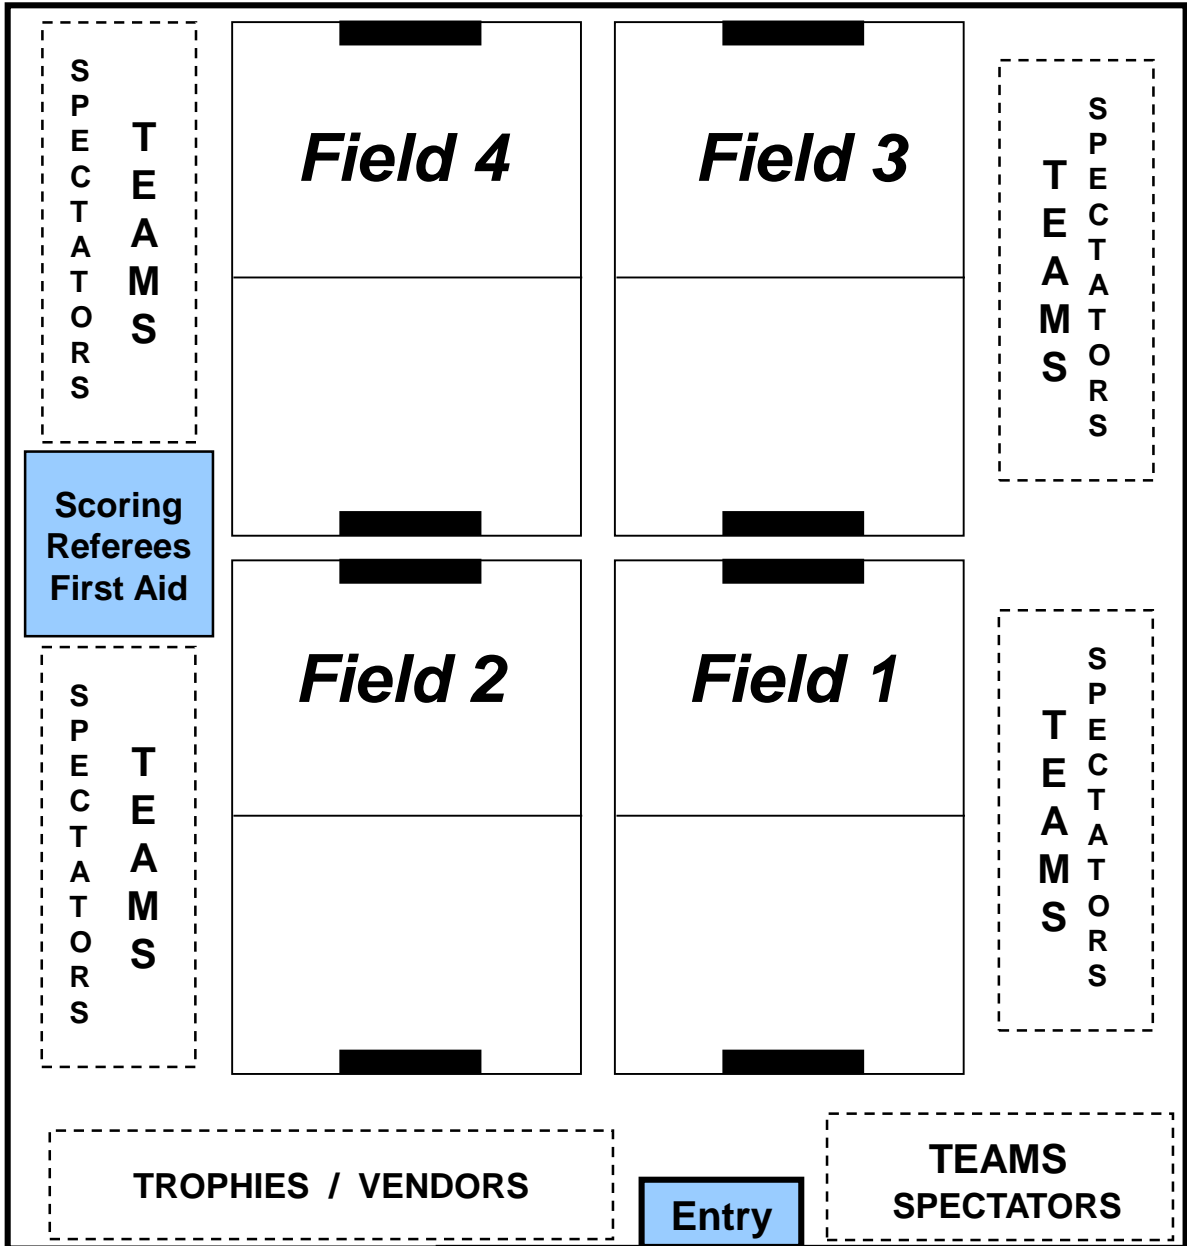 SPECTATORS
TEAMS
Field 4
Field 3
TEAMS
SPECTATORS
Scoring
Referees
First Aid
Field 2
Field 1
SPECTATORS
TEAMS
TEAMS
SPECTATORS
TROPHIES / VENDORS
Entry
TEAMS
SPECTATORS